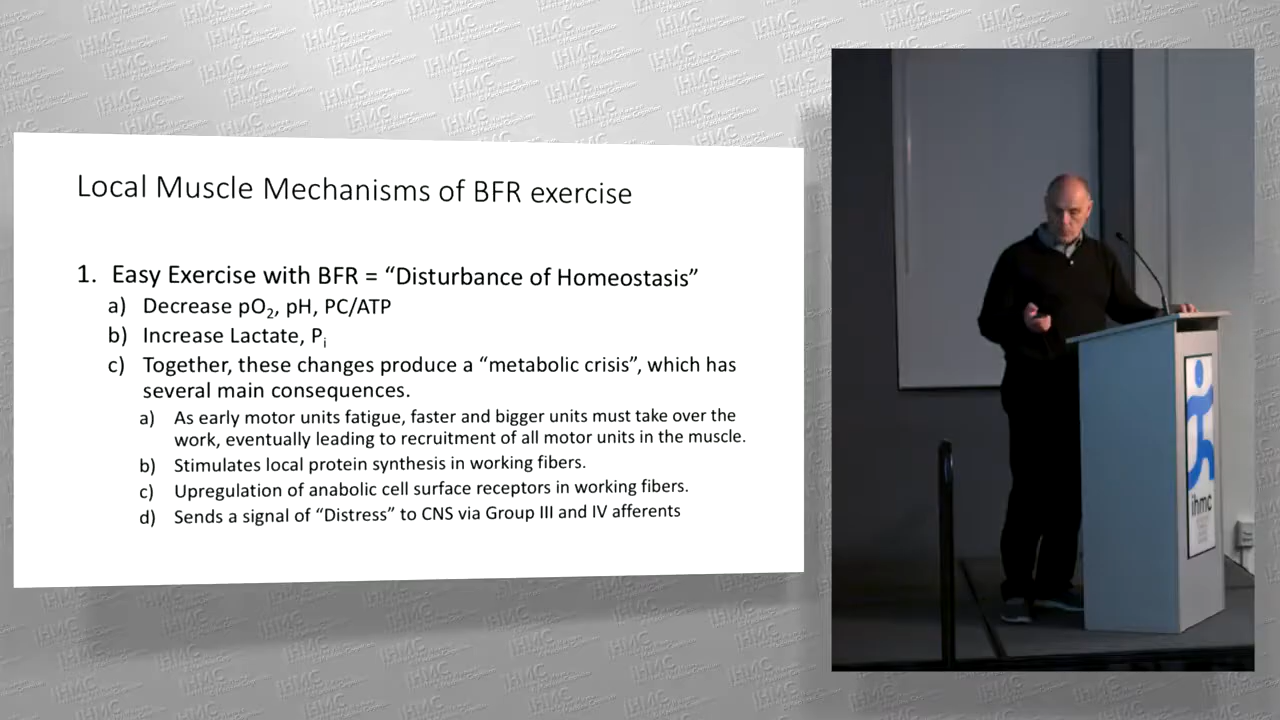 Local Muscle Mechanisms of BFR exercise
1. Easy Exercise with BFR = “Disturbance of Homeostasis”
a) Decrease pO₂, pH, PC/ATP
b) Increase Lactate, Pᵢ
c) Together, these changes produce a “metabolic crisis”, which has
several main consequences.
a) As early motor units fatigue, faster and bigger units must take over the
work, eventually leading to recruitment of all motor units in the muscle.
b) Stimulates local protein synthesis in working fibers.
c) Upregulation of anabolic cell surface receptors in working fibers.
d) Sends a signal of “Distress” to CNS via Group III and IV afferents
ihmc